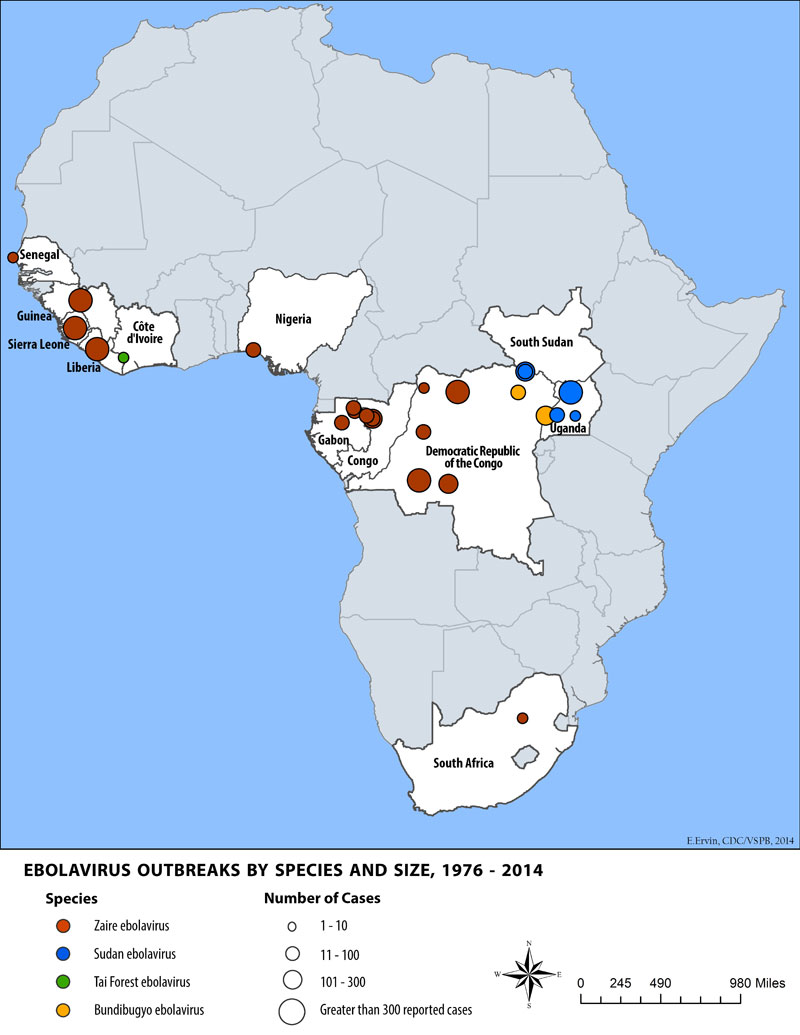 Senegal
Guinea
Sierra Leone
Liberia
Côte
d'Ivoire
Nigeria
South Sudan
Gabon
Congo
Democratic Republic
of the Congo
Uganda
South Africa
E.Ervin, CDC/VSPB, 2014
EBOLAVIRUS OUTBREAKS BY SPECIES AND SIZE, 1976 - 2014
Species
Zaire ebolavirus
Sudan ebolavirus
Tai Forest ebolavirus
Bundibugyo ebolavirus
Number of Cases
1 - 10
11 - 100
101 - 300
Greater than 300 reported cases
N
W E
S
0 245 490 980 Miles